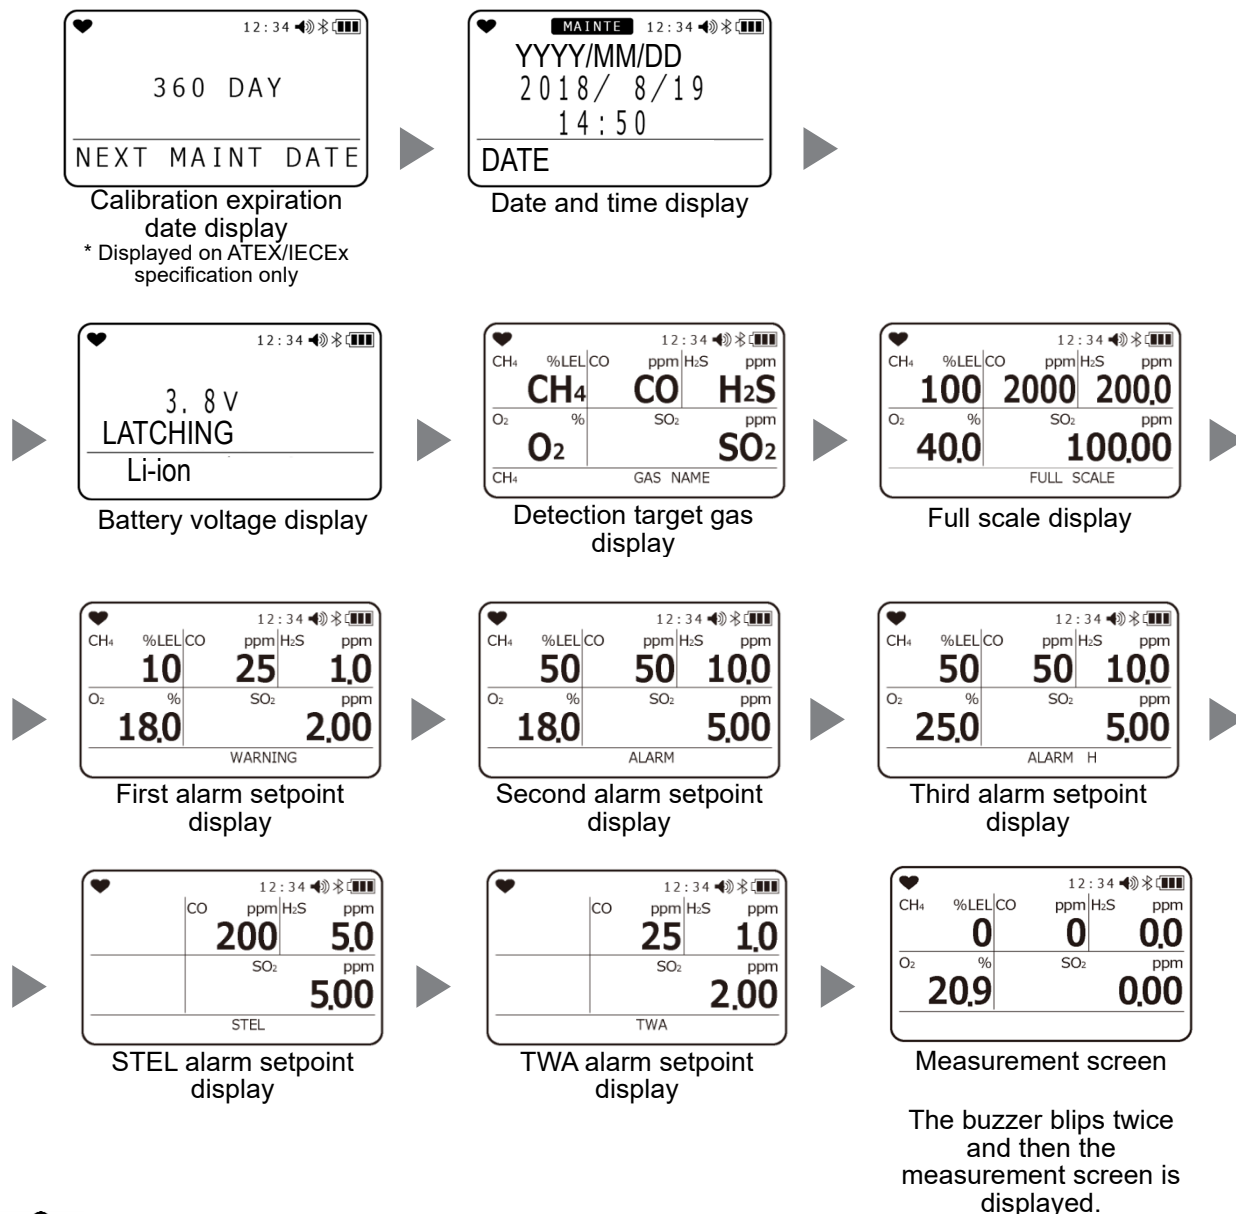 12:34
360 DAY
NEXT MAINT DATE
Calibration expiration
date display
* Displayed on ATEX/IECEx
specification only
MAINTE 12:34
YYYY/MM/DD
2018/ 8/19
14:50
DATE
Date and time display
12:34
3. 8V
LATCHING
Li-ion
Battery voltage display
12:34
CH4 %LEL CO ppm H2S ppm
CH4 CO H2S
O2 % SO2 ppm
O2 SO2
CH4 GAS NAME
Detection target gas
display
12:34
CH4 %LEL CO ppm H2S ppm
100 2000 200.0
O2 % SO2 ppm
40.0 100.00
FULL SCALE
Full scale display
12:34
CH4 %LEL CO ppm H2S ppm
10 25 1.0
O2 % SO2 ppm
18.0 2.00
WARNING
First alarm setpoint
display
12:34
CH4 %LEL CO ppm H2S ppm
50 50 10.0
O2 % SO2 ppm
18.0 5.00
ALARM
Second alarm setpoint
display
12:34
CH4 %LEL CO ppm H2S ppm
50 50 10.0
O2 % SO2 ppm
25.0 5.00
ALARM H
Third alarm setpoint
display
12:34
CO ppm H2S ppm
200 5.0
SO2 ppm
5.00
STEL
STEL alarm setpoint
display
12:34
CO ppm H2S ppm
25 1.0
SO2 ppm
2.00
TWA
TWA alarm setpoint
display
12:34
CH4 %LEL CO ppm H2S ppm
0 0 0.0
O2 % SO2 ppm
20.9 0.00
Measurement screen
The buzzer blips twice
and then the
measurement screen is
displayed.